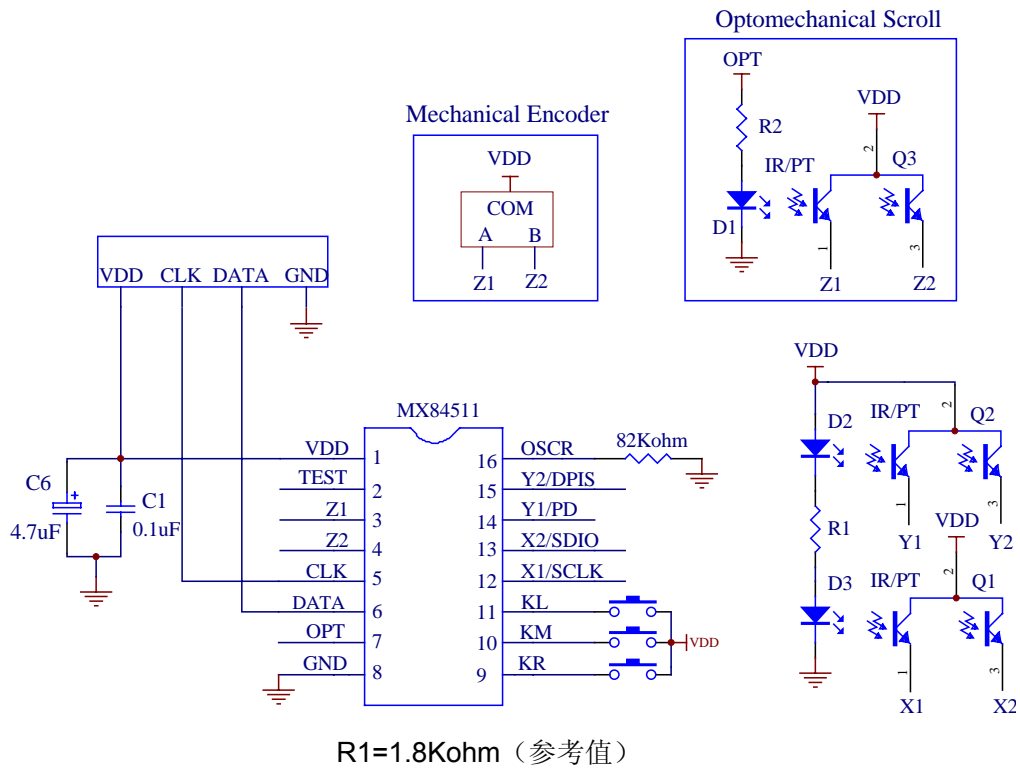 Optomechanical Scroll
OPT
VDD
R2
2
Q3
IR/PT
D1
1
3
Z1
Z2
Mechanical Encoder
VDD
COM
A B
Z1 Z2
VDD CLK DATA GND
MX84511
VDD 1
TEST 2
Z1 3
Z2 4
CLK 5
DATA 6
OPT 7
GND 8
16 OSCR
82Kohm
15 Y2/DPIS
14 Y1/PD
13 X2/SDIO
12 X1/SCLK
11 KL
10 KM
9 KR
VDD
C6
+
4.7uF
C1
0.1uF
VDD
D2
IR/PT
2
Q2
1
3
Y1
Y2
R1
VDD
D3
IR/PT
2
Q1
1
3
X1
X2
R1=1.8Kohm（参考值）